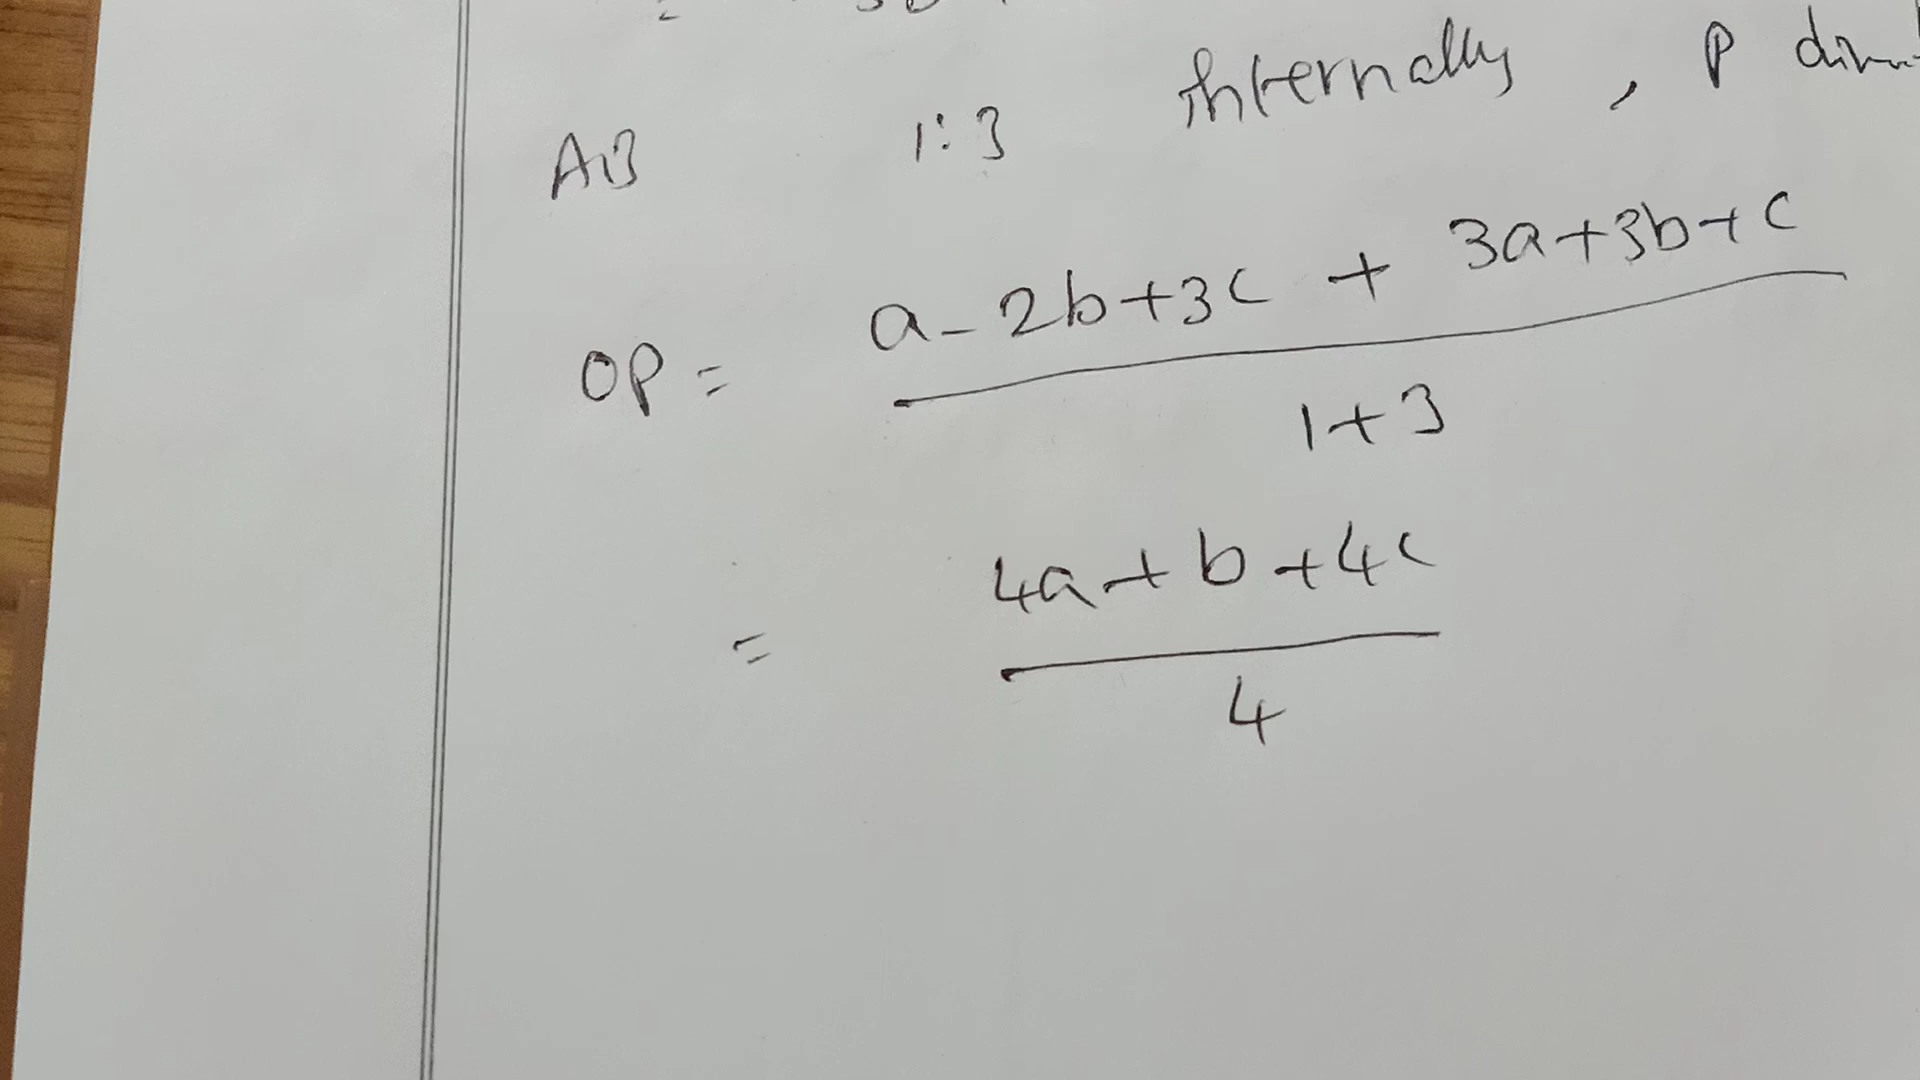 AB 1:3 internally, P
OP = a - 2b + 3c + 3a + 3b + c
1 + 3
= 4a + b + 4c
4